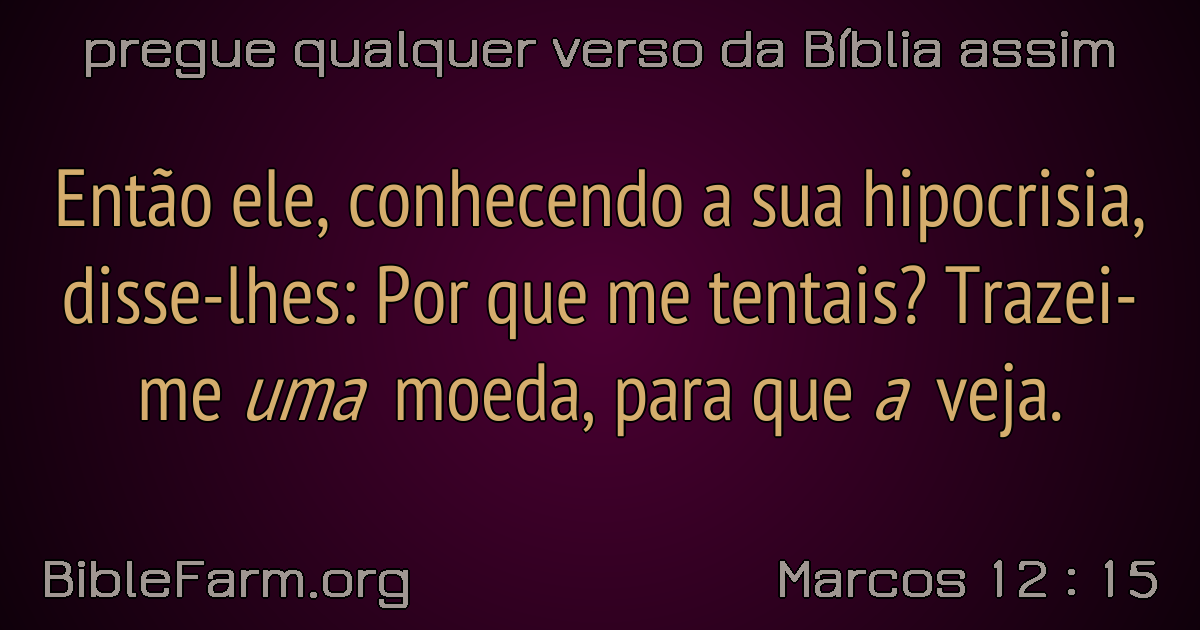 pregue qualquer verso da Bíblia assim
Então ele, conhecendo a sua hipocrisia,
disse-lhes: Por que me tentais? Trazei-
me uma moeda, para que a veja.
BibleFarm.org
Marcos 12 : 15